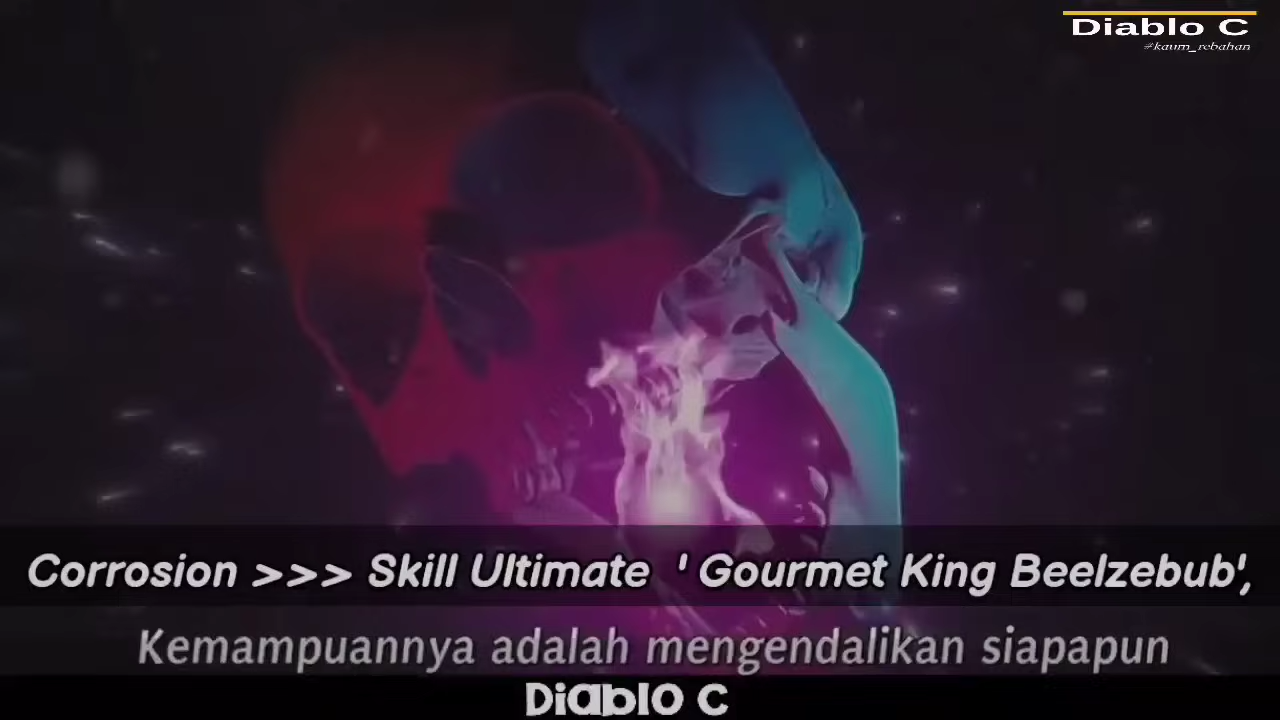 Diablo C
#kaum_rebahan
Corrosion >>> Skill Ultimate ' Gourmet King Beelzebub',
Kemampuannya adalah mengendalikan siapapun
Diablo C